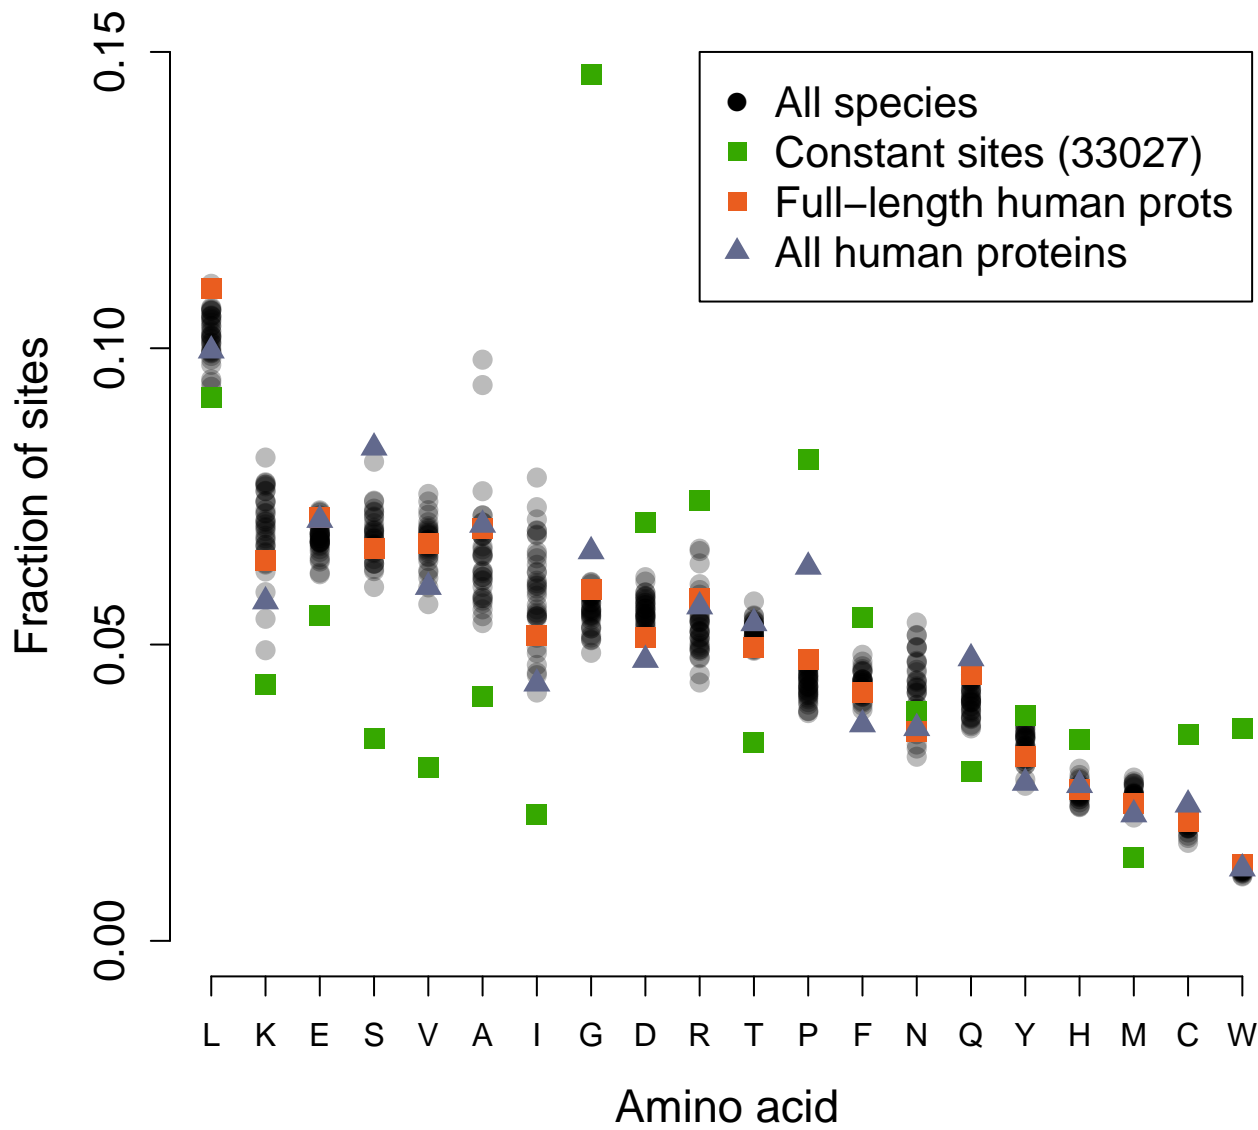 0.15
0.10
0.05
0.00
Fraction of sites
All species
Constant sites (33027)
Full−length human prots
All human proteins
L K E S V A I G D R T P F N Q Y H M C W
Amino acid